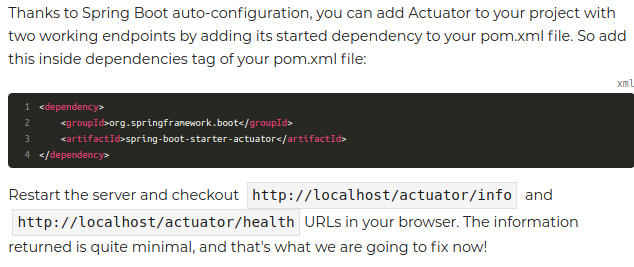 Thanks to Spring Boot auto-configuration, you can add Actuator to your project with
two working endpoints by adding its started dependency to your pom.xml file. So add
this inside dependencies tag of your pom.xml file:
xml
1 <dependency>
2     <groupId>org.springframework.boot</groupId>
3     <artifactId>spring-boot-starter-actuator</artifactId>
4 </dependency>
Restart the server and checkout http://localhost/actuator/info and
http://localhost/actuator/health URLs in your browser. The information
returned is quite minimal, and that's what we are going to fix now!